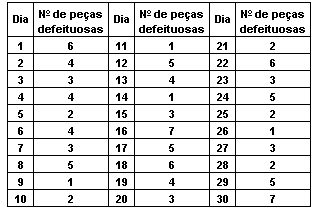 Dia Nº de peças defeituosas Dia Nº de peças defeituosas Dia Nº de peças defeituosas
1 6 11 1 21 2
2 4 12 5 22 6
3 3 13 4 23 3
4 4 14 1 24 5
5 2 15 3 25 2
6 4 16 7 26 1
7 3 17 5 27 3
8 5 18 6 28 2
9 1 19 4 29 5
10 2 20 3 30 7